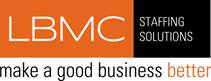 LBMC
STAFFING
SOLUTIONS
make a good business better